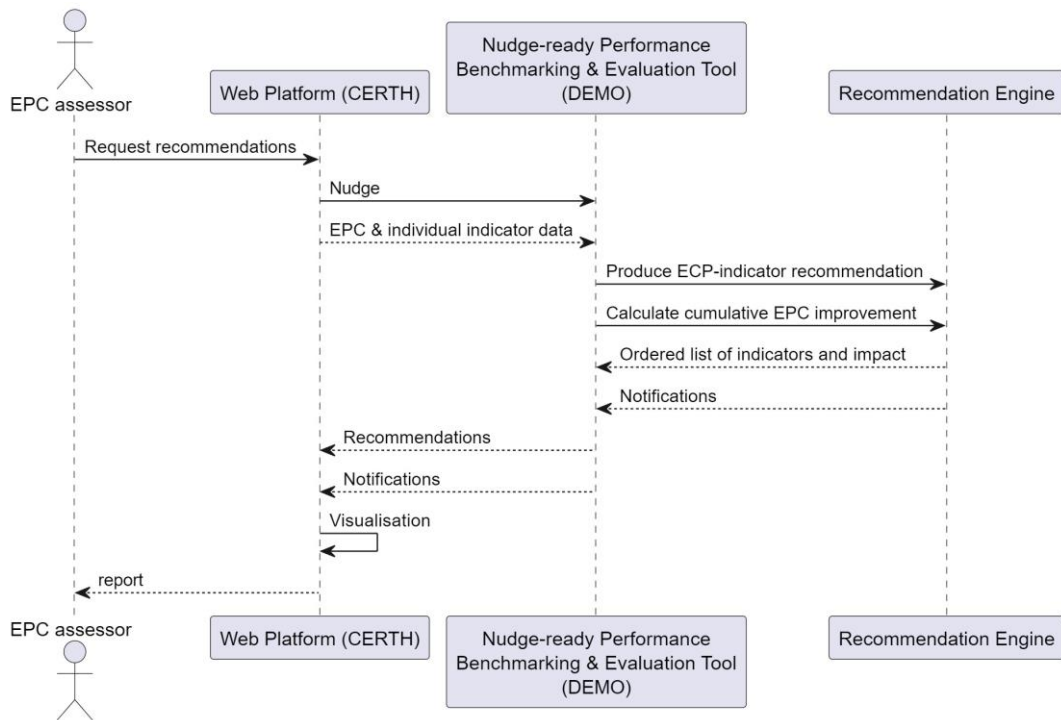 EPC assessor
Web Platform (CERTH)
Nudge-ready Performance
Benchmarking & Evaluation Tool
(DEMO)
Recommendation Engine
Request recommendations
Nudge
EPC & individual indicator data
Produce ECP-indicator recommendation
Calculate cumulative EPC improvement
Ordered list of indicators and impact
Notifications
Recommendations
Notifications
Visualisation
report
EPC assessor
Web Platform (CERTH)
Nudge-ready Performance
Benchmarking & Evaluation Tool
(DEMO)
Recommendation Engine